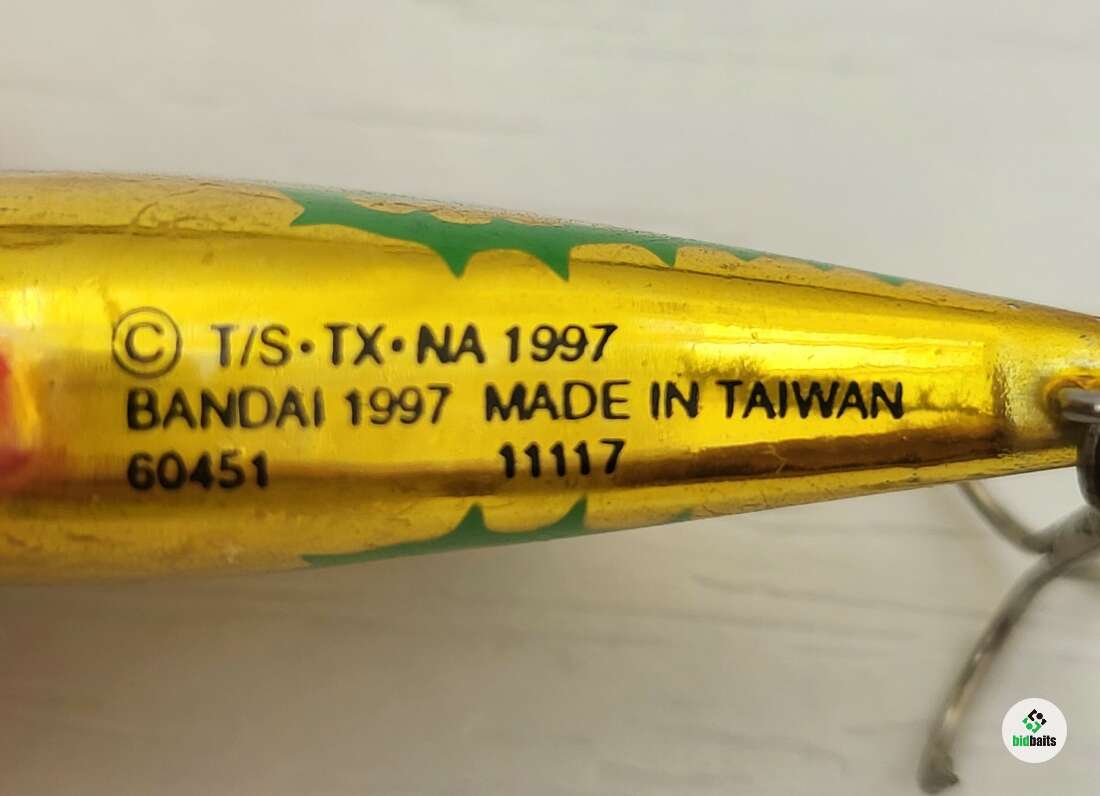 © T/S・TX・NA 1997
BANDAI 1997 MADE IN TAIWAN
60451 11117
bidbaits